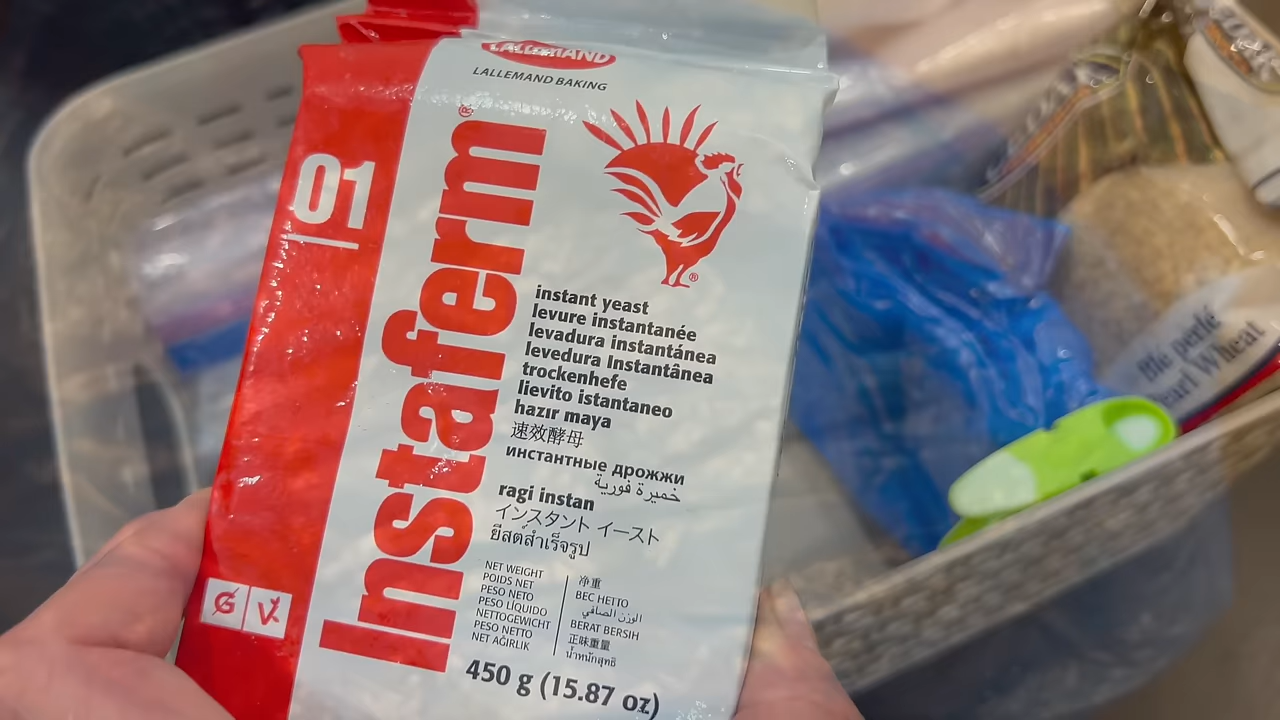 LALLEMAND
LALLEMAND BAKING
01
Instaferm®
instant yeast
levure instantanée
levadura instantánea
levedura Instantânea
trockenhefe
lievito istantaneo
hazır maya
速效酵母
инстантные дрожжи
خميرة فورية
ragi instan
インスタント イースト
ยีสต์สำเร็จรูป
NET WEIGHT
POIDS NET
PESO NETO
PESO LÍQUIDO
NETTOGEWICHT
PESO NETTO
NET AĞIRLIK
净重
ВЕС НЕТТО
الوزن الصافي
BERAT BERSIH
正味重量
น้ำหนักสุทธิ
450 g (15.87 oz)
G V
Blé perlé
Pearl Wheat